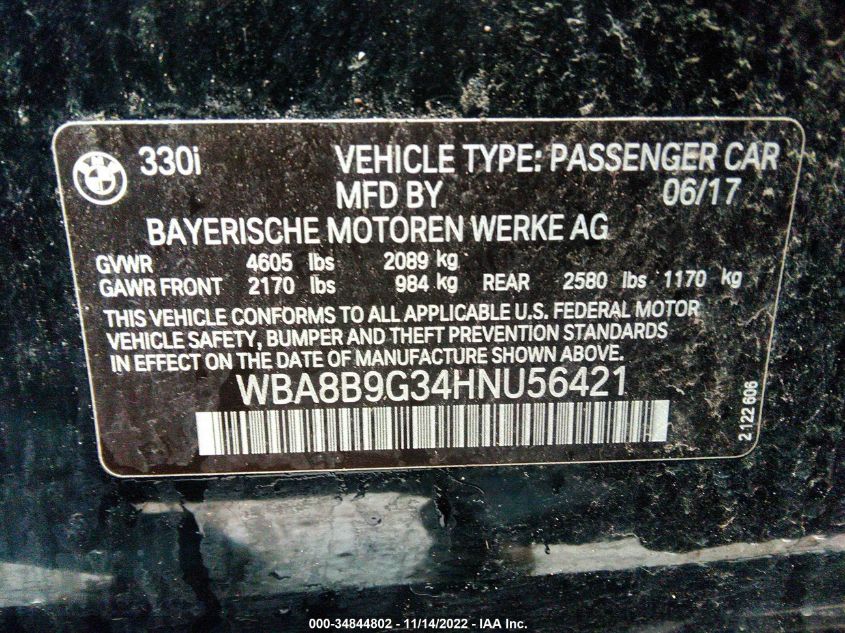 BMW
330i VEHICLE TYPE: PASSENGER CAR
MFD BY 06/17
BAYERISCHE MOTOREN WERKE AG
GVWR 4605 lbs 2089 kg
GAWR FRONT 2170 lbs 984 kg REAR 2580 lbs 1170 kg
THIS VEHICLE CONFORMS TO ALL APPLICABLE U.S. FEDERAL MOTOR
VEHICLE SAFETY, BUMPER AND THEFT PREVENTION STANDARDS
IN EFFECT ON THE DATE OF MANUFACTURE SHOWN ABOVE.
WBA8B9G34HNU56421
2 122 606
000-34844802 - 11/14/2022 - IAA Inc.